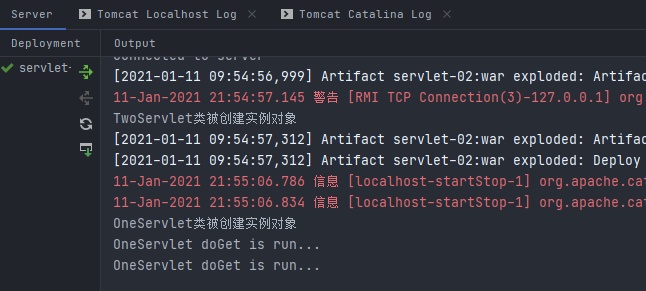 Server Tomcat Localhost Log Tomcat Catalina Log
Deployment Output
servlet-
Connected to server
[2021-01-11 09:54:56,999] Artifact servlet-02:war exploded: Artifac
11-Jan-2021 21:54:57.145 警告 [RMI TCP Connection(3)-127.0.0.1] org
TwoServlet类被创建实例对象
[2021-01-11 09:54:57,312] Artifact servlet-02:war exploded: Artifa
[2021-01-11 09:54:57,312] Artifact servlet-02:war exploded: Deploy
11-Jan-2021 21:55:06.786 信息 [localhost-startStop-1] org.apache.cat
11-Jan-2021 21:55:06.834 信息 [localhost-startStop-1] org.apache.cat
OneServlet类被创建实例对象
OneServlet doGet is run...
OneServlet doGet is run...